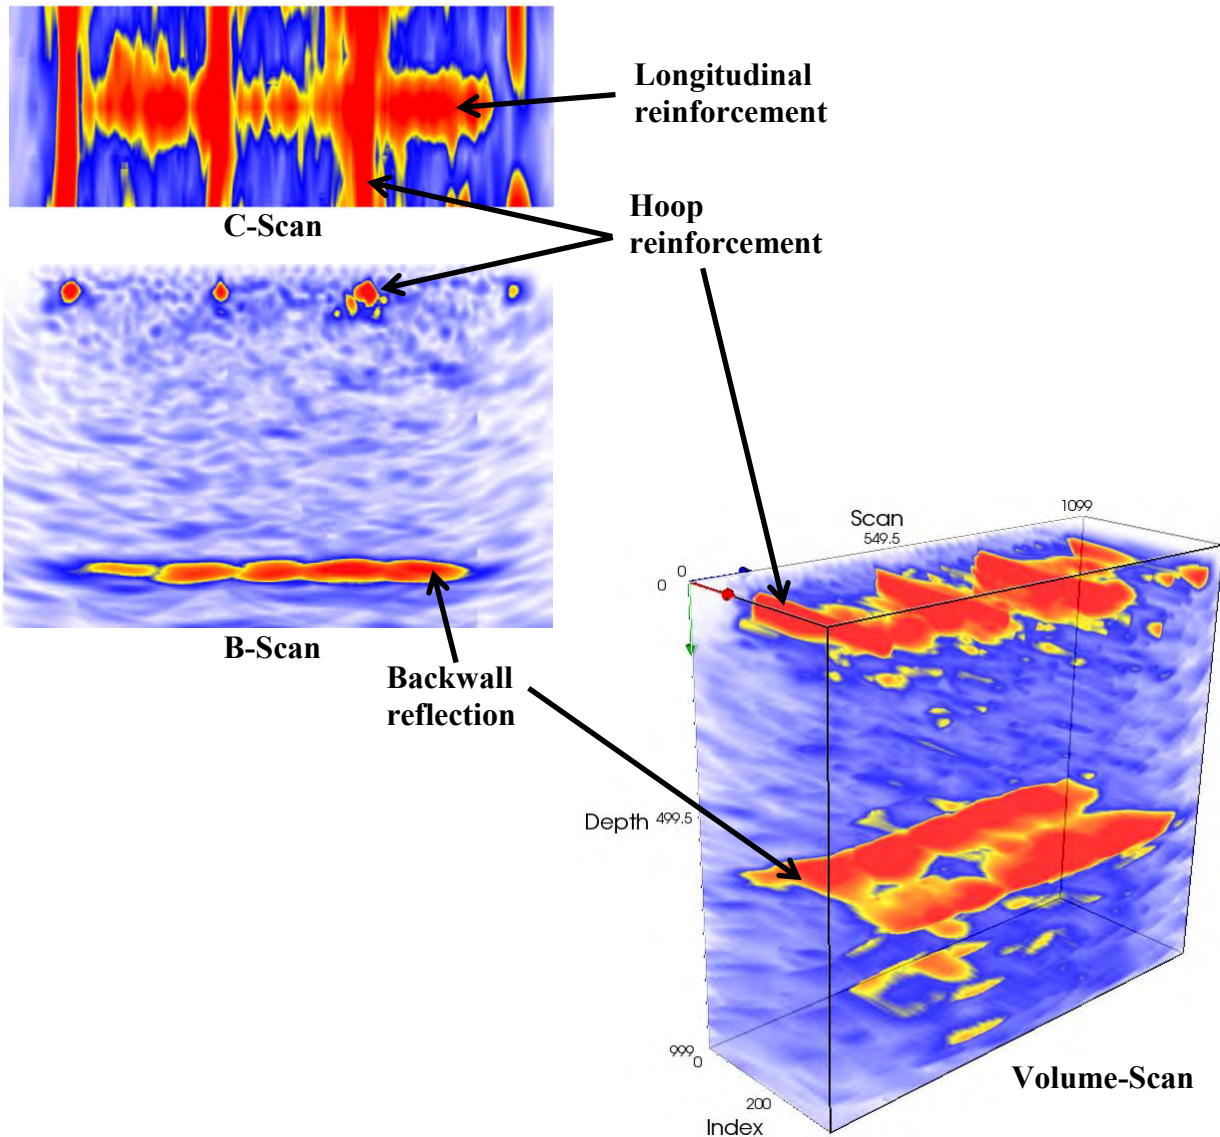 Longitudinal
reinforcement
C-Scan
Hoop
reinforcement
B-Scan
Backwall
reflection
Scan
1099
549.5
0
0
Depth
499.5
999
0
200
Index
Volume-Scan